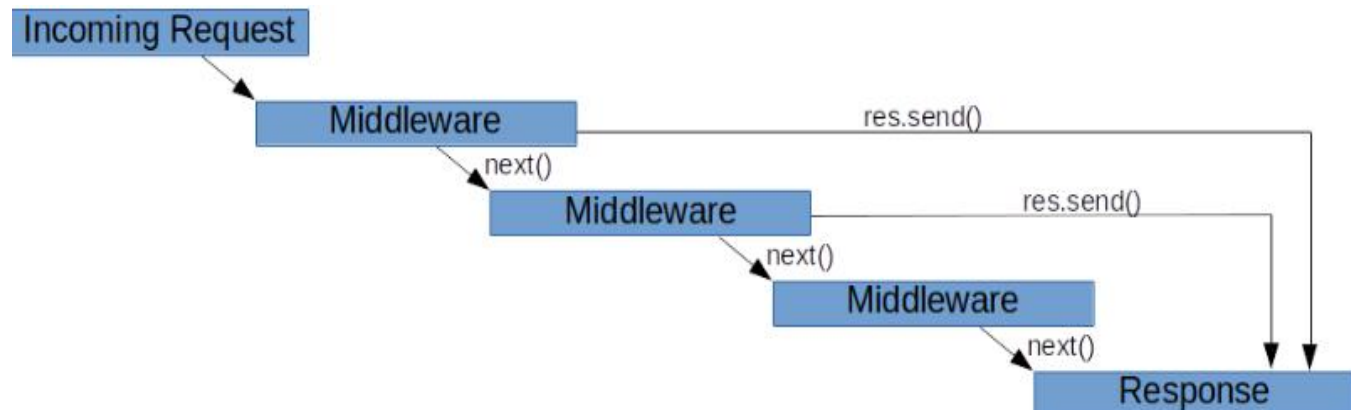 Incoming Request
Middleware
res.send()
next()
Middleware
res.send()
next()
Middleware
next()
Response